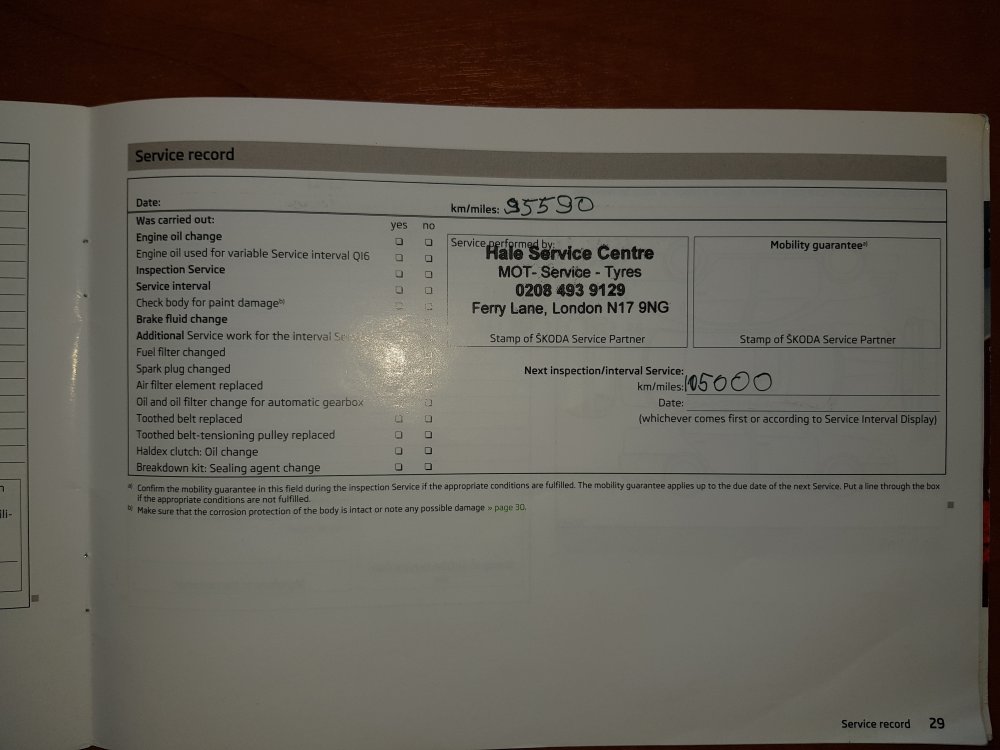 Service record
Date:
km/miles: 95590
Was carried out:
yes no
Engine oil change
Engine oil used for variable Service interval QI6
Inspection Service
Service interval
Check body for paint damageb)
Brake fluid change
Additional Service work for the interval
Fuel filter changed
Spark plug changed
Air filter element replaced
Oil and oil filter change for automatic gearbox
Toothed belt replaced
Toothed belt-tensioning pulley replaced
Haldex clutch: Oil change
Breakdown kit: Sealing agent change
Service performed by:
Hale Service Centre
MOT- Service - Tyres
0208 493 9129
Ferry Lane, London N17 9NG
Stamp of ŠKODA Service Partner
Mobility guaranteea)
Stamp of ŠKODA Service Partner
Next inspection/interval Service:
km/miles: 105000
Date:
(whichever comes first or according to Service Interval Display)
a) Confirm the mobility guarantee in this field during the inspection Service if the appropriate conditions are fulfilled. The mobility guarantee applies up to the due date of the next Service. Put a line through the box
if the appropriate conditions are not fulfilled.
b) Make sure that the corrosion protection of the body is intact or note any possible damage » page 30.
Service record 29